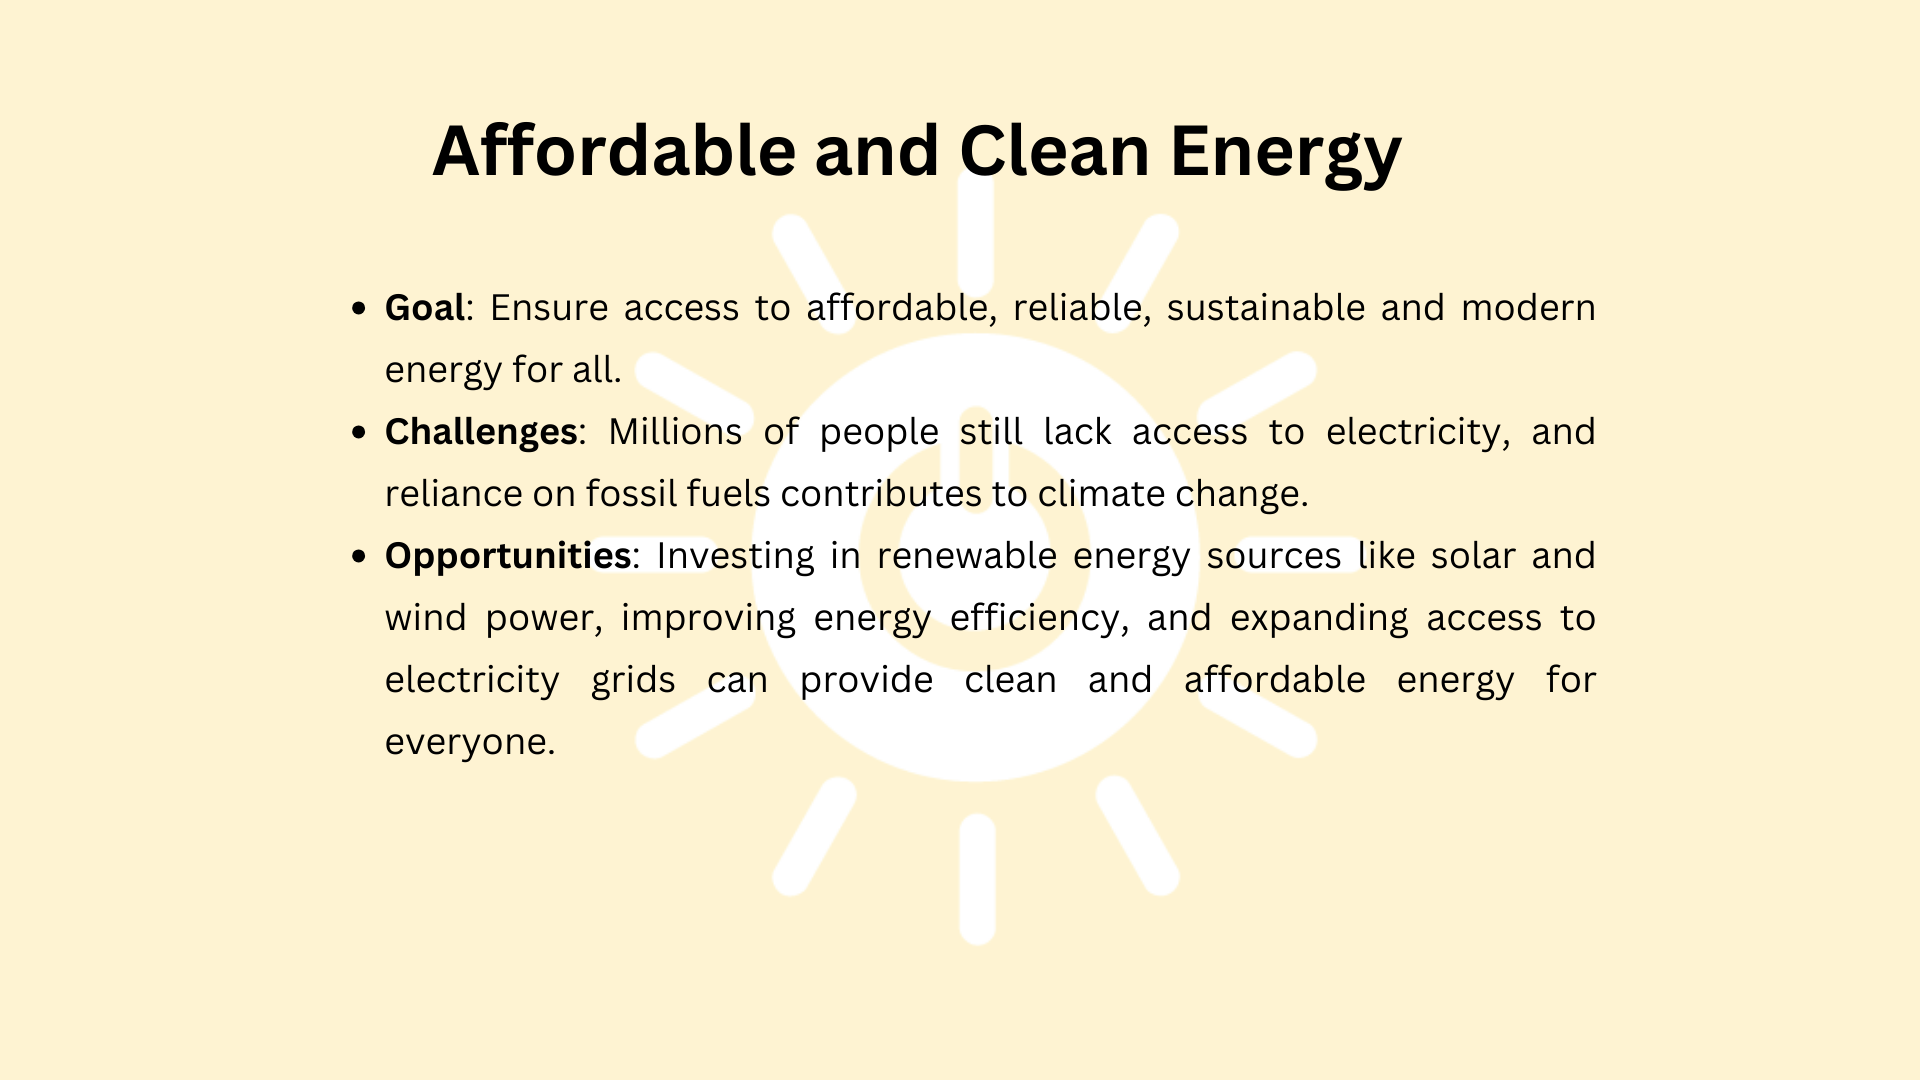 Affordable and Clean Energy
• Goal: Ensure access to affordable, reliable, sustainable and modern
energy for all.
• Challenges: Millions of people still lack access to electricity, and
reliance on fossil fuels contributes to climate change.
• Opportunities: Investing in renewable energy sources like solar and
wind power, improving energy efficiency, and expanding access to
electricity grids can provide clean and affordable energy for
everyone.